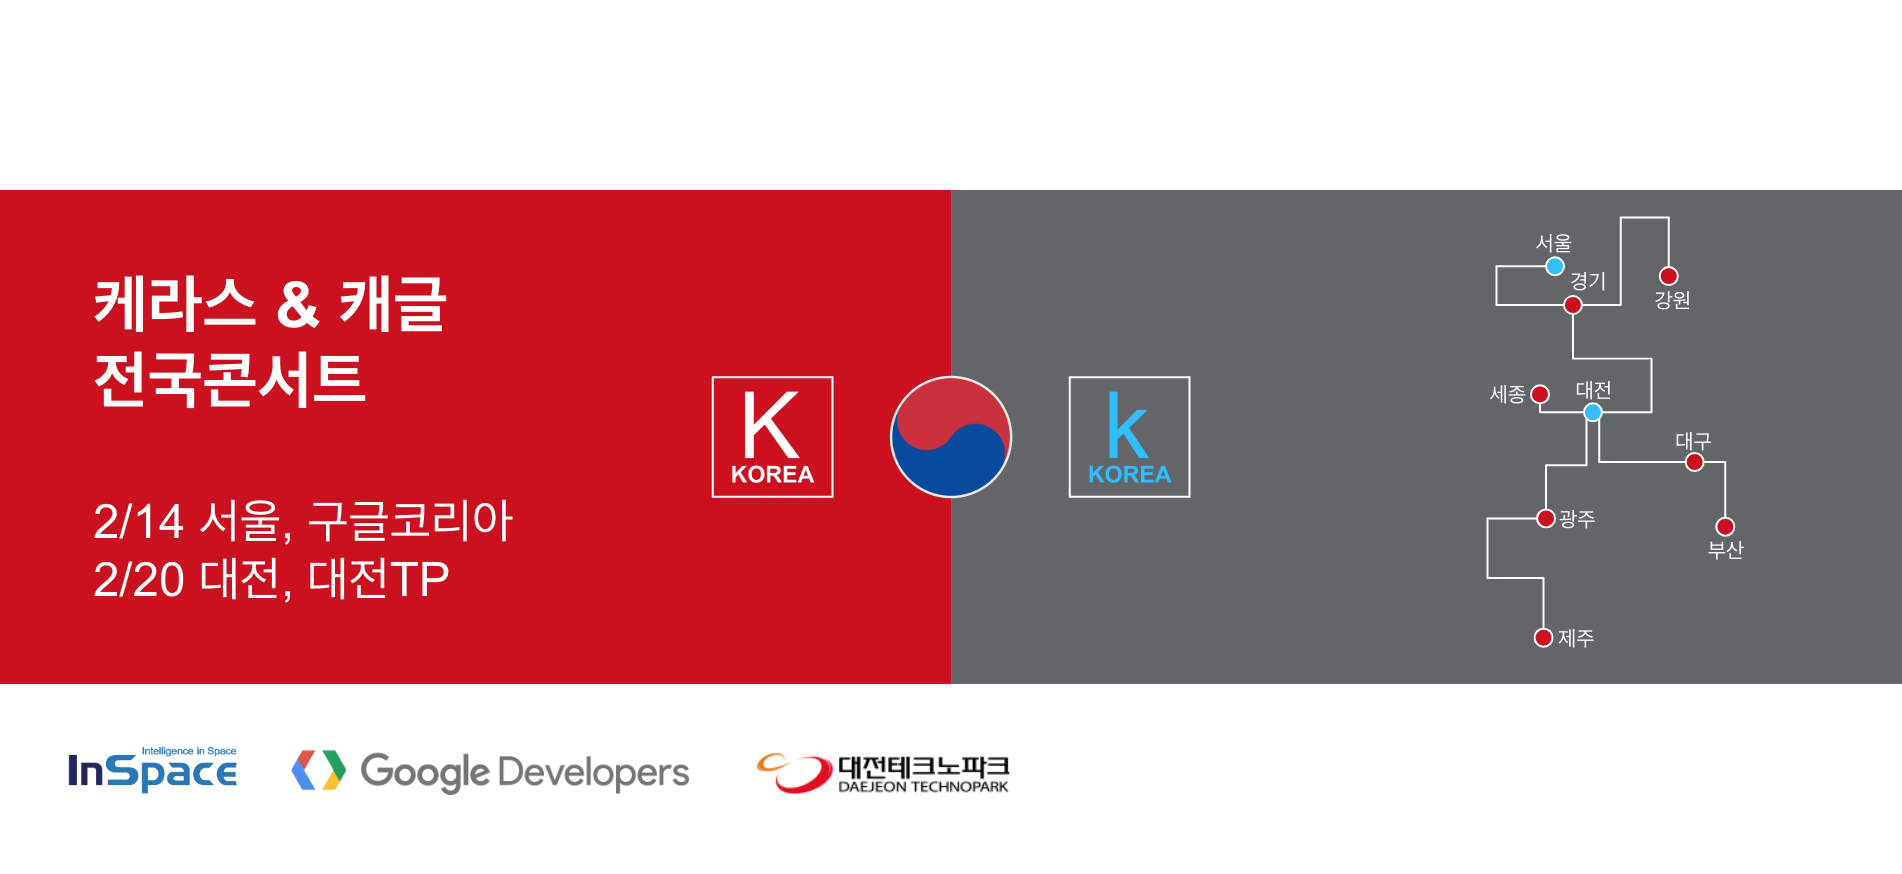 케라스 & 캐글
전국콘서트
2/14 서울, 구글코리아
2/20 대전, 대전TP
K
KOREA
k
KOREA
서울
경기
강원
세종
대전
대구
광주
부산
제주
Intelligence in Space
InSpace
Google Developers
대전테크노파크
DAEJEON TECHNOPARK